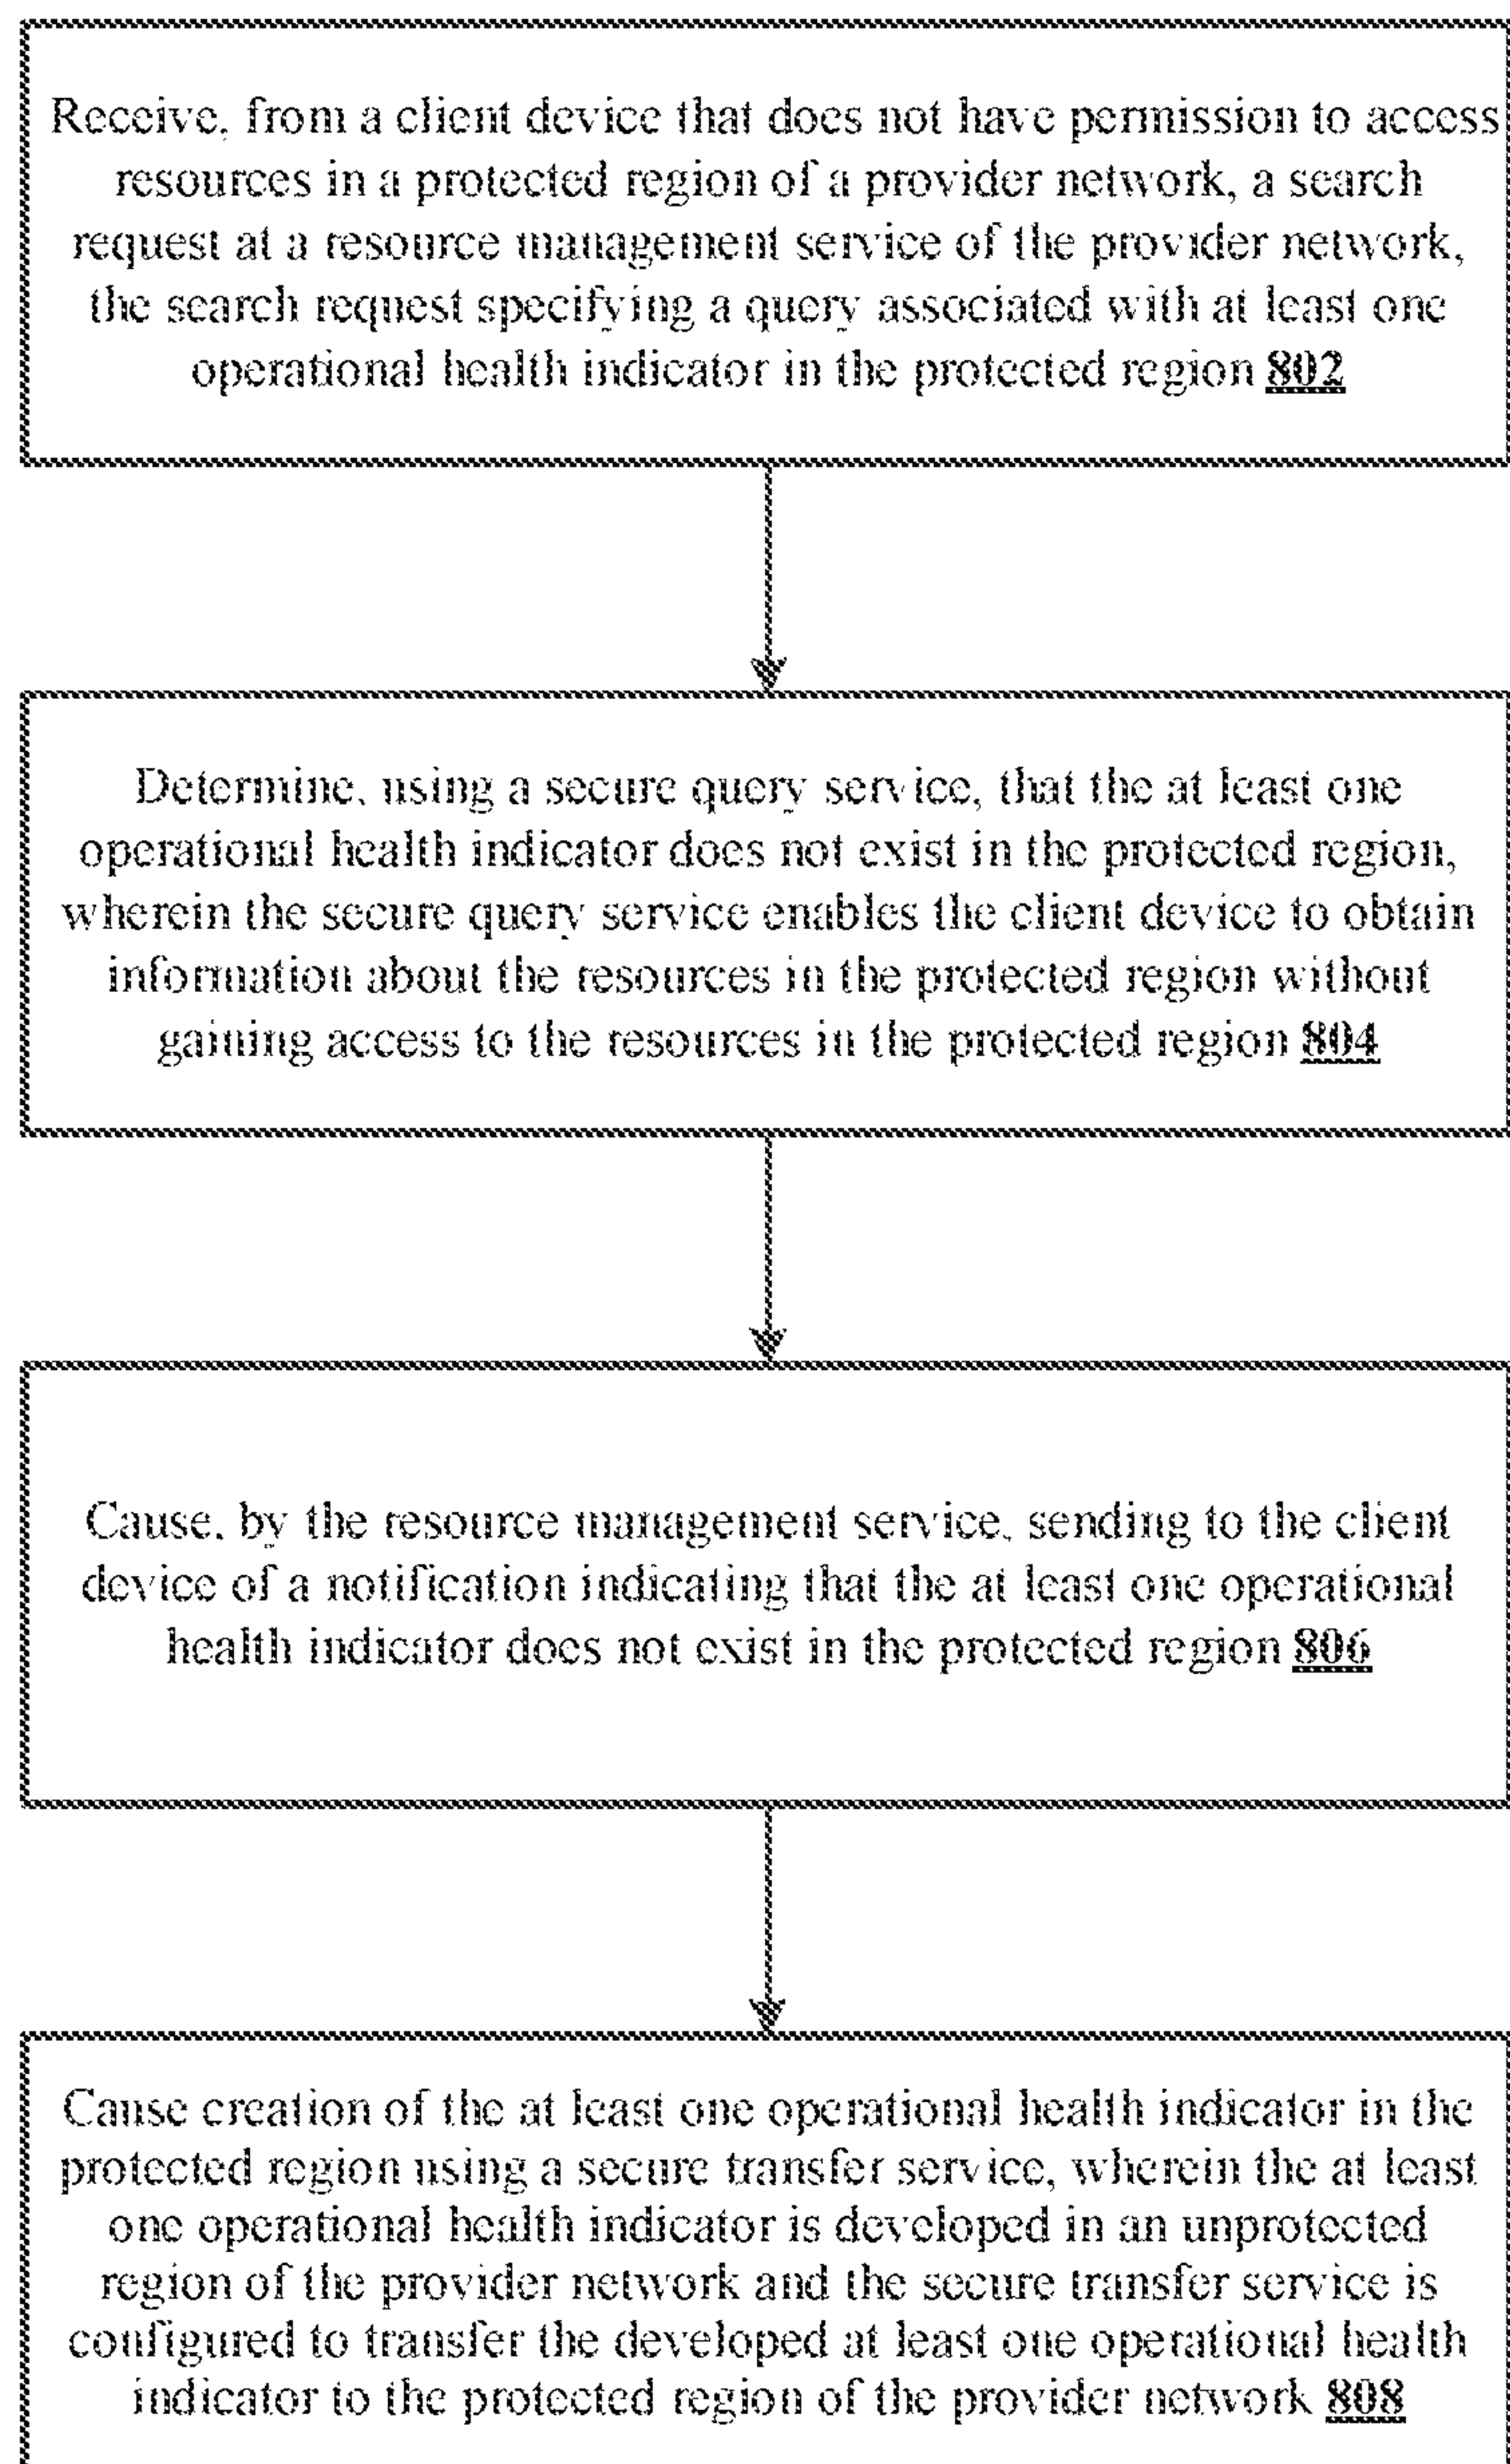 Receive, from a client device that does not have permission to access
resources in a protected region of a provider network, a search
request at a resource management service of the provider network,
the search request specifying a query associated with at least one
operational health indicator in the protected region 802
Determine, using a secure query service, that the at least one
operational health indicator does not exist in the protected region,
wherein the secure query service enables the client device to obtain
information about the resources in the protected region without
gaining access to the resources in the protected region 804
Cause, by the resource management service, sending to the client
device of a notification indicating that the at least one operational
health indicator does not exist in the protected region 806
Cause creation of the at least one operational health indicator in the
protected region using a secure transfer service, wherein the at least
one operational health indicator is developed in an unprotected
region of the provider network and the secure transfer service is
configured to transfer the developed at least one operational health
indicator to the protected region of the provider network 808